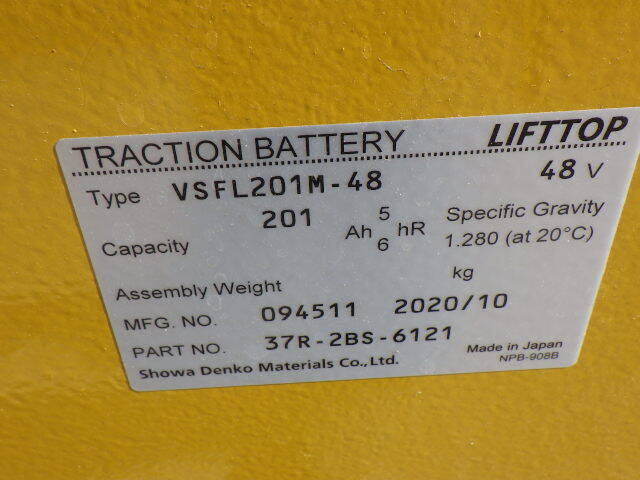 TRACTION BATTERY LIFTTOP
Type VSFL201M-48 48 V
Capacity 201 Ah 5 6 hR Specific Gravity
1.280 (at 20°C)
Assembly Weight kg
MFG. NO. 094511 2020/10
PART NO. 37R-2BS-6121
Showa Denko Materials Co., Ltd. Made in Japan
NPB-908B